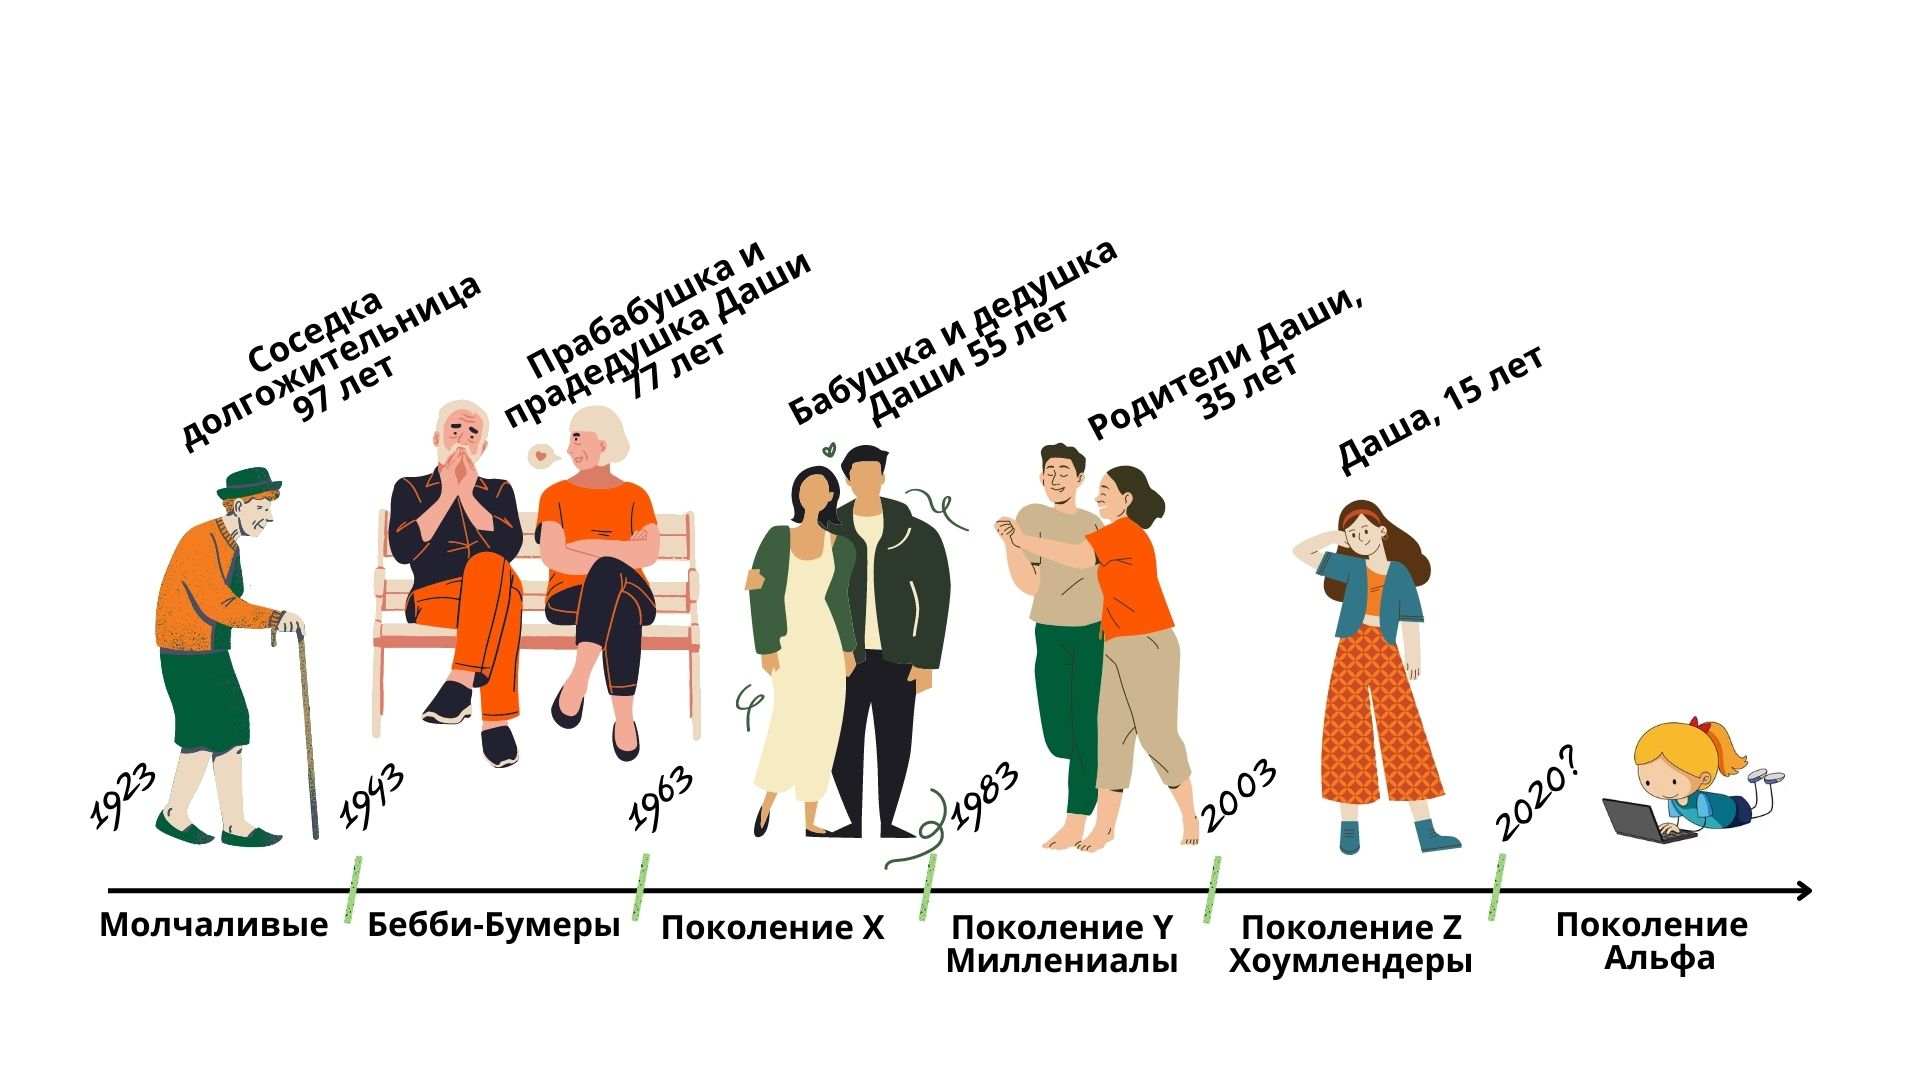 Соседка
долгожительница
97 лет
Прабабушка и
прадедушка Даши
77 лет
Бабушка и дедушка
Даши 55 лет
Родители Даши,
35 лет
Даша, 15 лет
1923
1943
1963
1983
2003
2020?
Молчаливые
Бебби-Бумеры
Поколение X
Поколение Y
Миллениалы
Поколение Z
Хоумлендеры
Поколение
Альфа